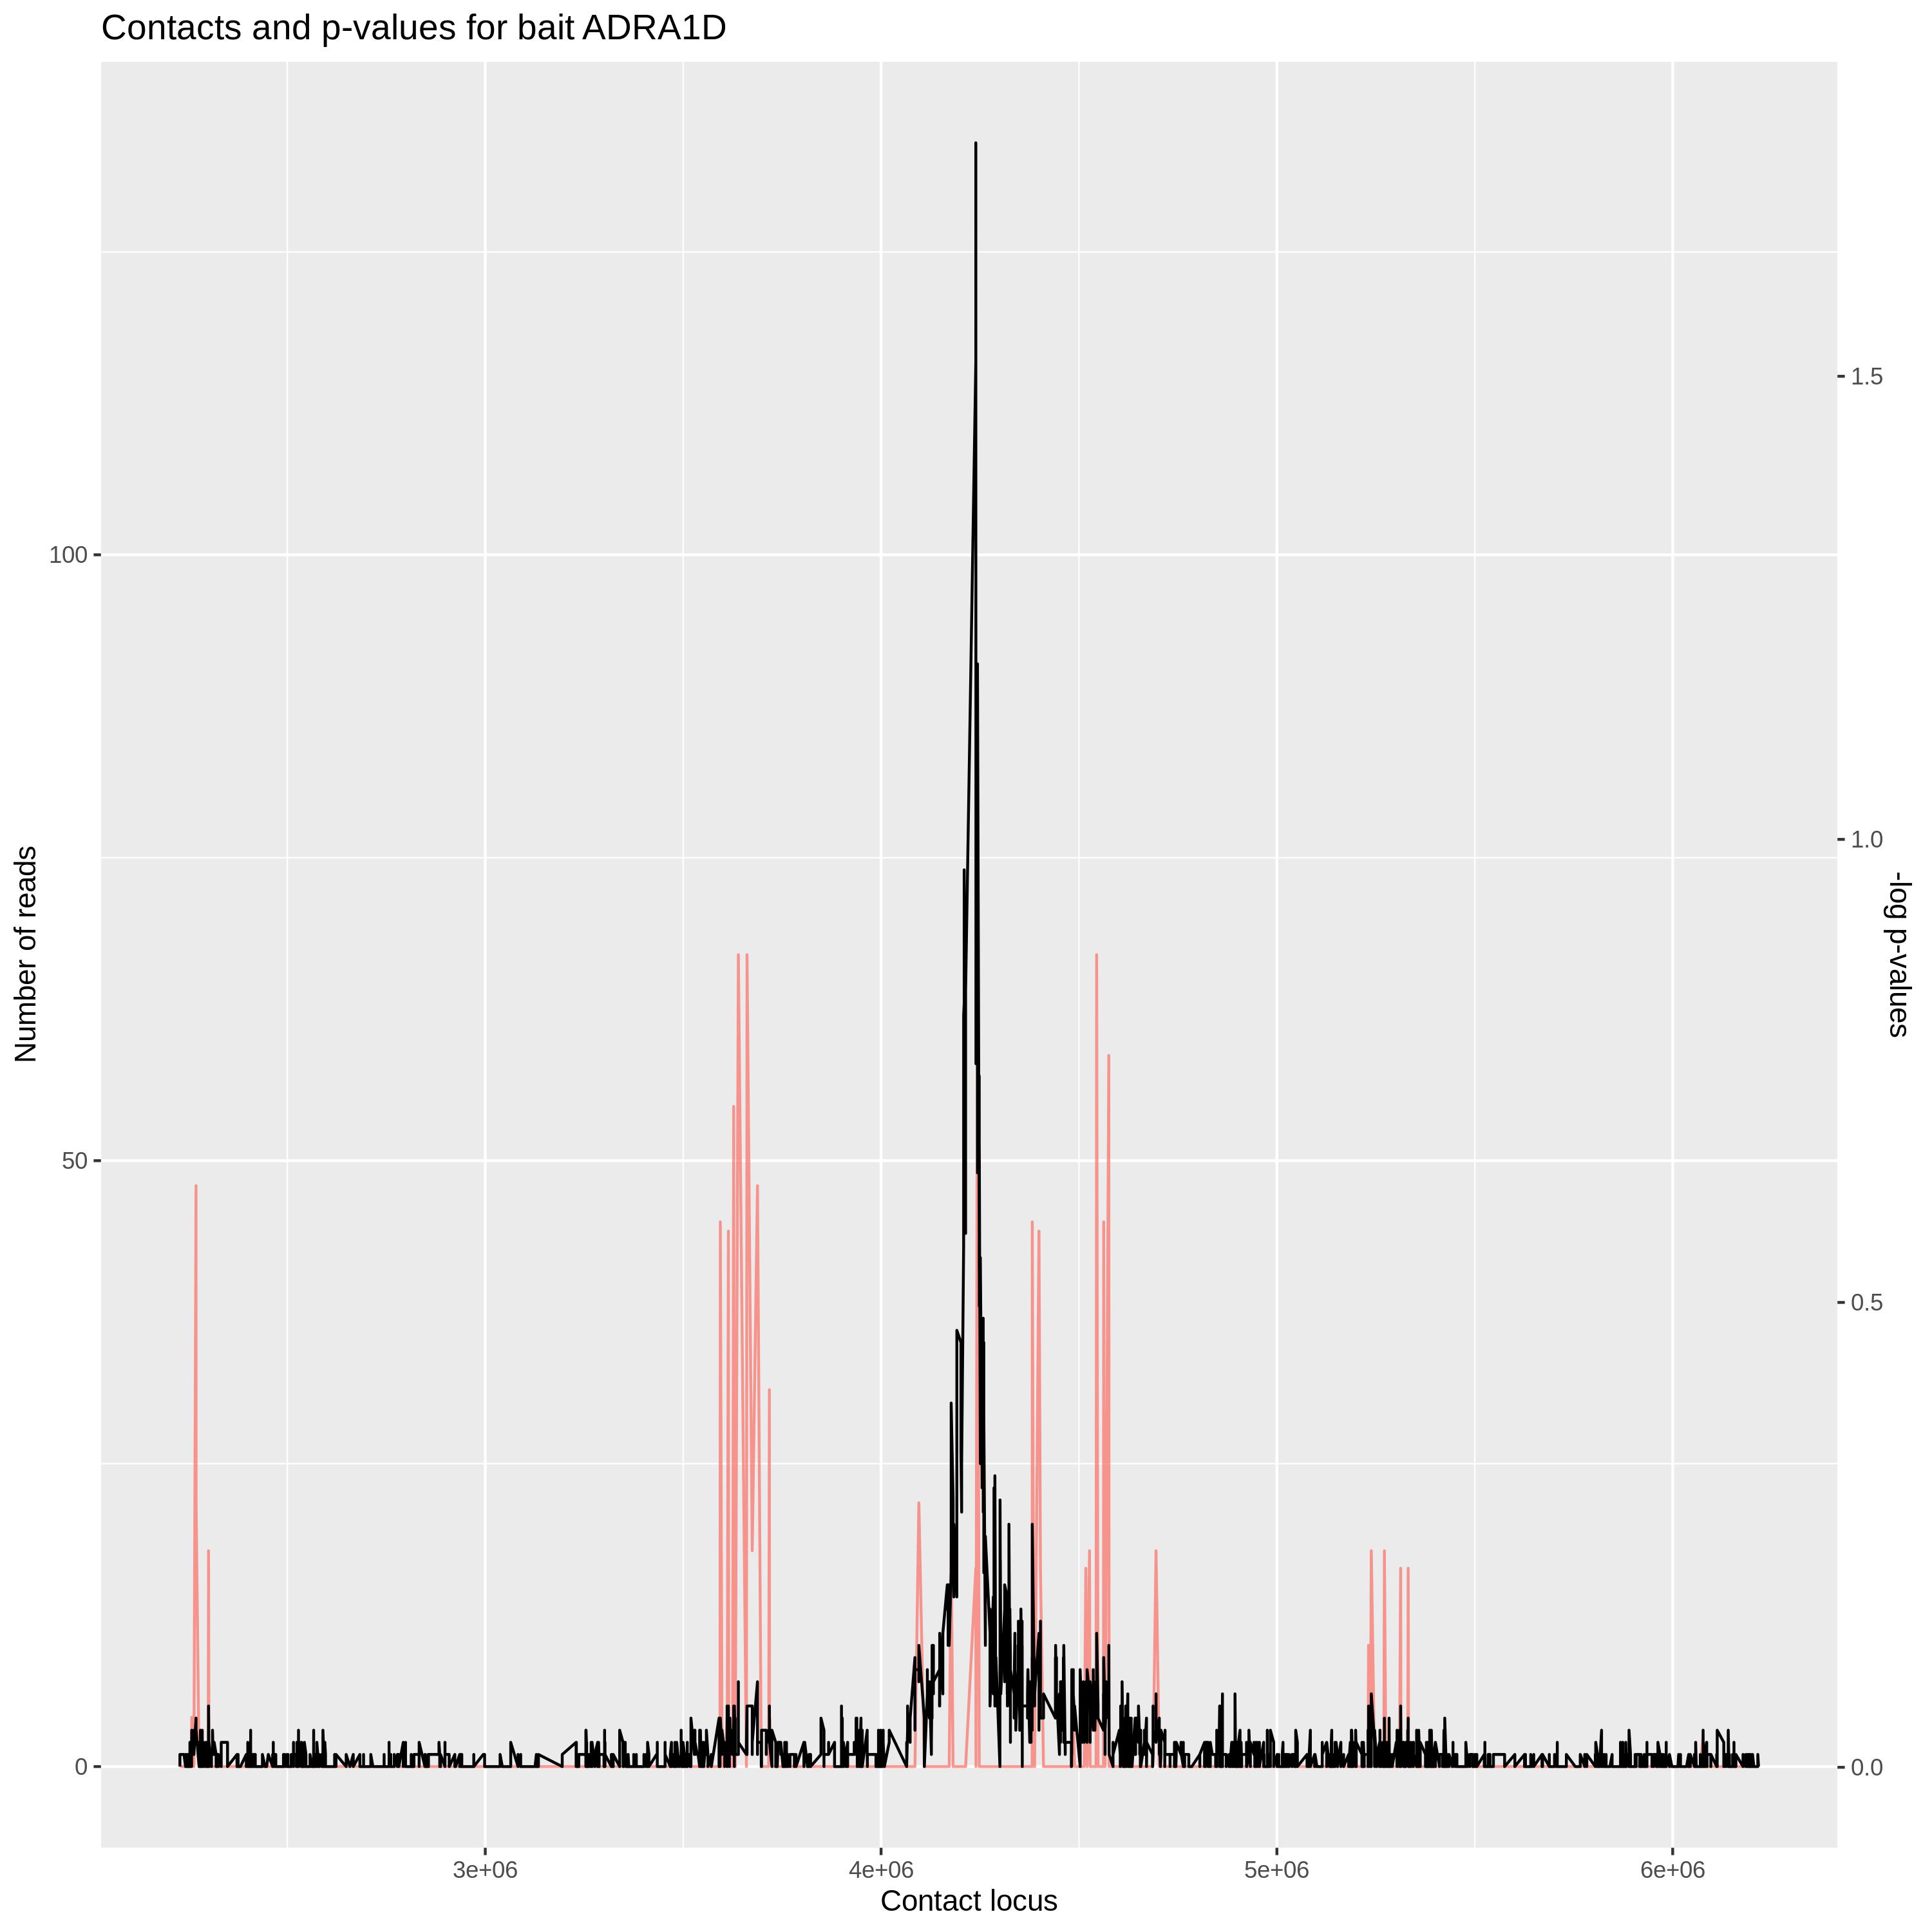 Contacts and p-values for bait ADRA1D
Number of reads
100
50
0
1.5
1.0
0.5
0.0
-log p-values
3e+06
4e+06
5e+06
6e+06
Contact locus